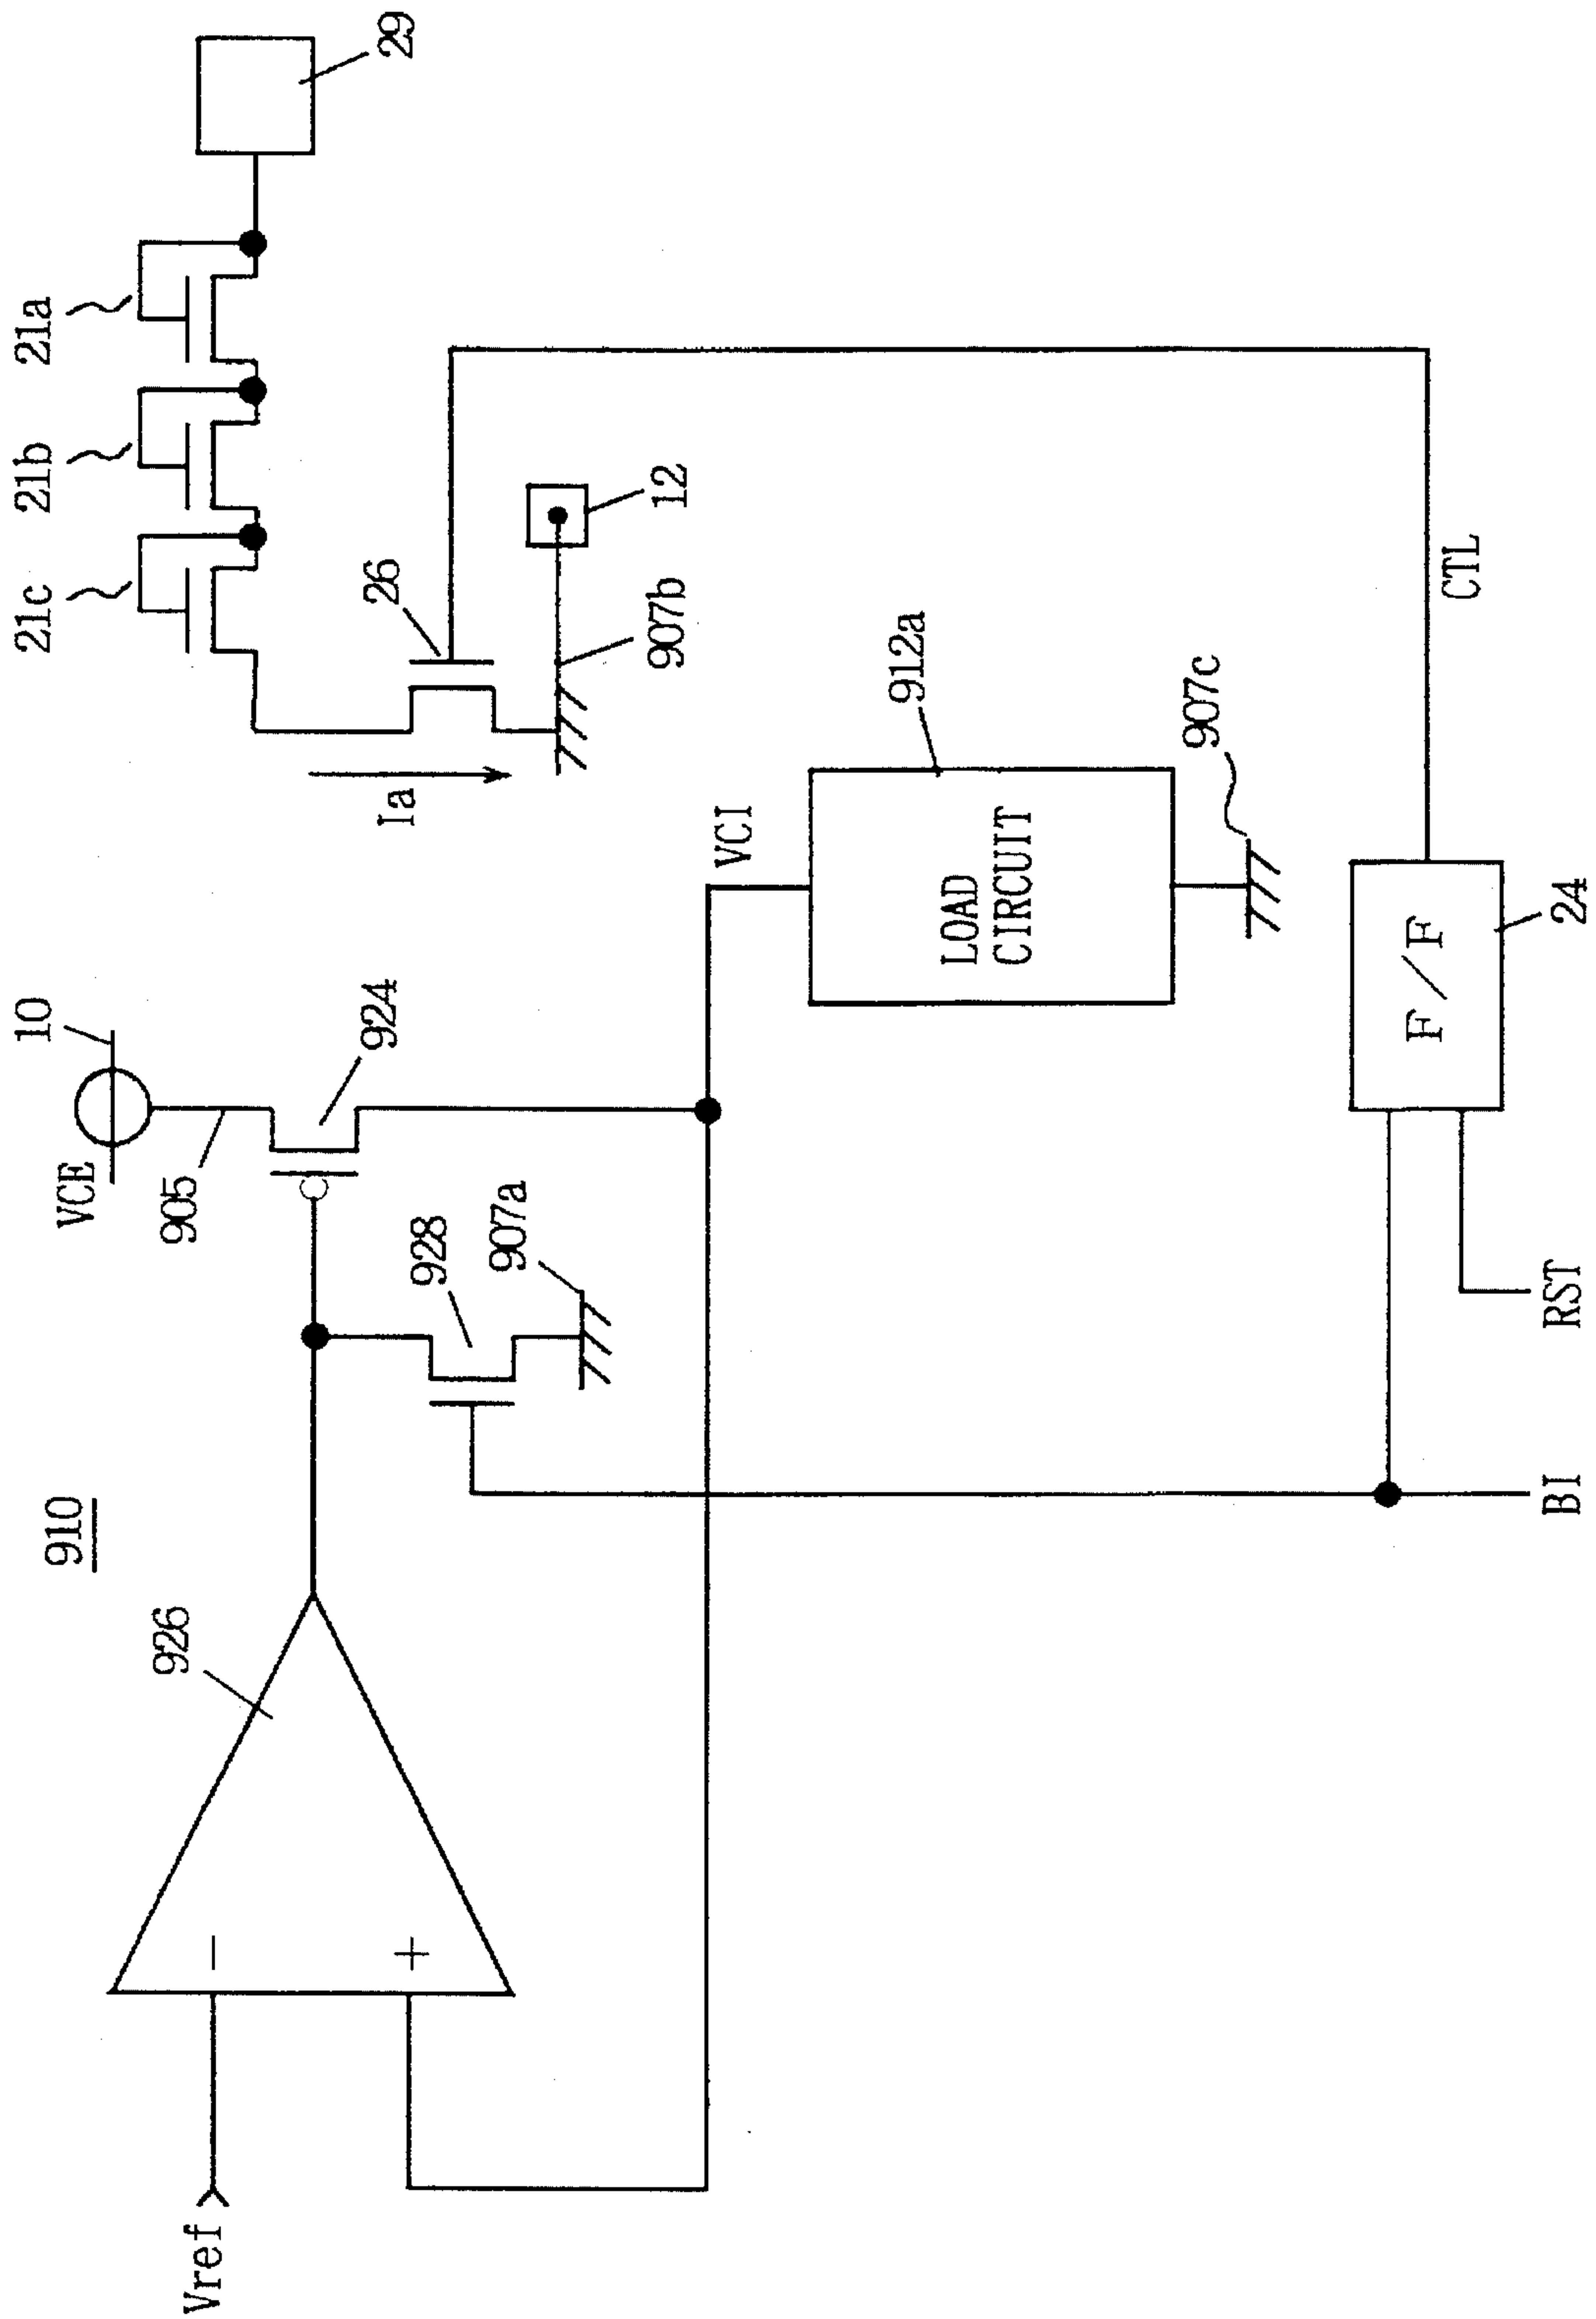 910
VCE
10
905
924
926
928
907a
Vref
-
+
VCI
LOAD
CIRCUIT
912a
907c
21c
21b
21a
29
26
Ia
907b
12
BI
RST
F/F
24
CTL